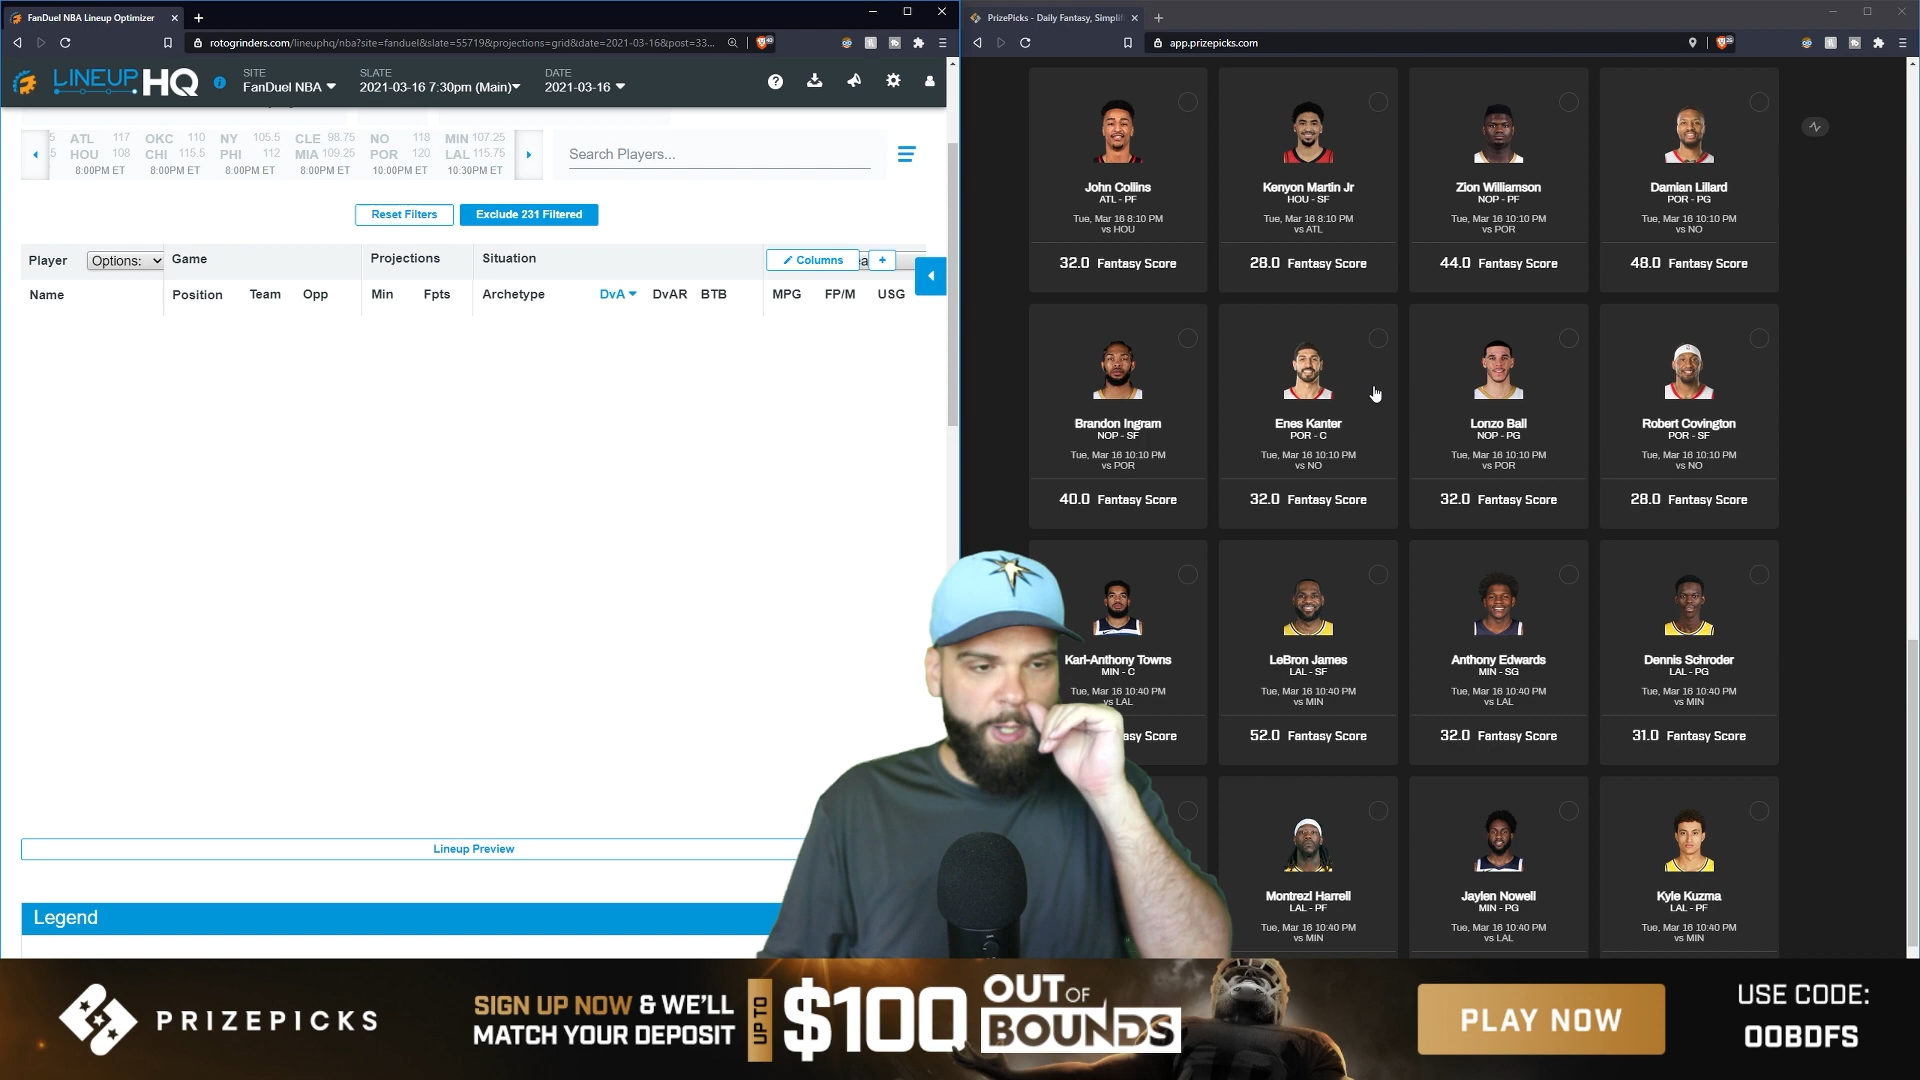 FanDuel NBA Lineup Optimizer
rotogrinders.com/lineuphq/nba?site=fanduel&slate=55719&projections=grid&date=2021-03-16&post=33...
LINEUPHQ
SITE
FanDuel NBA
SLATE
2021-03-16 7:30pm (Main)
DATE
2021-03-16
5 ATL 117 OKC 110 NY 105.5 CLE 98.75 NO 118 MIN 107.25
5 HOU 108 CHI 115.5 PHI 112 MIA 109.25 POR 120 LAL 115.75
8:00PM ET 8:00PM ET 8:00PM ET 8:00PM ET 10:00PM ET 10:30PM ET
Search Players...
Reset Filters Exclude 231 Filtered
Player Options: Game Projections Situation Columns +
Name Position Team Opp Min Fpts Archetype DvA DvAR BTB MPG FP/M USG
Lineup Preview
Legend
PrizePicks - Daily Fantasy, Simpli
app.prizepicks.com
John Collins
ATL - PF
Tue, Mar 16 8:10 PM
vs HOU
32.0 Fantasy Score
Kenyon Martin Jr
HOU - SF
Tue, Mar 16 8:10 PM
vs ATL
28.0 Fantasy Score
Zion Williamson
NOP - PF
Tue, Mar 16 10:10 PM
vs POR
44.0 Fantasy Score
Damian Lillard
POR - PG
Tue, Mar 16 10:10 PM
vs NO
48.0 Fantasy Score
Brandon Ingram
NOP - SF
Tue, Mar 16 10:10 PM
vs POR
40.0 Fantasy Score
Enes Kanter
POR - C
Tue, Mar 16 10:10 PM
vs NO
32.0 Fantasy Score
Lonzo Ball
NOP - PG
Tue, Mar 16 10:10 PM
vs POR
32.0 Fantasy Score
Robert Covington
POR - SF
Tue, Mar 16 10:10 PM
vs NO
28.0 Fantasy Score
Karl-Anthony Towns
MIN - C
Tue, Mar 16 10:40 PM
vs LAL
asy Score
LeBron James
LAL - SF
Tue, Mar 16 10:40 PM
vs MIN
52.0 Fantasy Score
Anthony Edwards
MIN - SG
Tue, Mar 16 10:40 PM
vs LAL
32.0 Fantasy Score
Dennis Schroder
LAL - PG
Tue, Mar 16 10:40 PM
vs MIN
31.0 Fantasy Score
Montrezl Harrell
LAL - PF
Tue, Mar 16 10:40 PM
vs MIN
Jaylen Nowell
MIN - PG
Tue, Mar 16 10:40 PM
vs LAL
Kyle Kuzma
LAL - PF
Tue, Mar 16 10:40 PM
vs MIN
PRIZEPICKS
SIGN UP NOW & WE'LL
MATCH YOUR DEPOSIT
UP TO
$100
OUT OF
BOUNDS
PLAY NOW
USE CODE:
OOBDFS